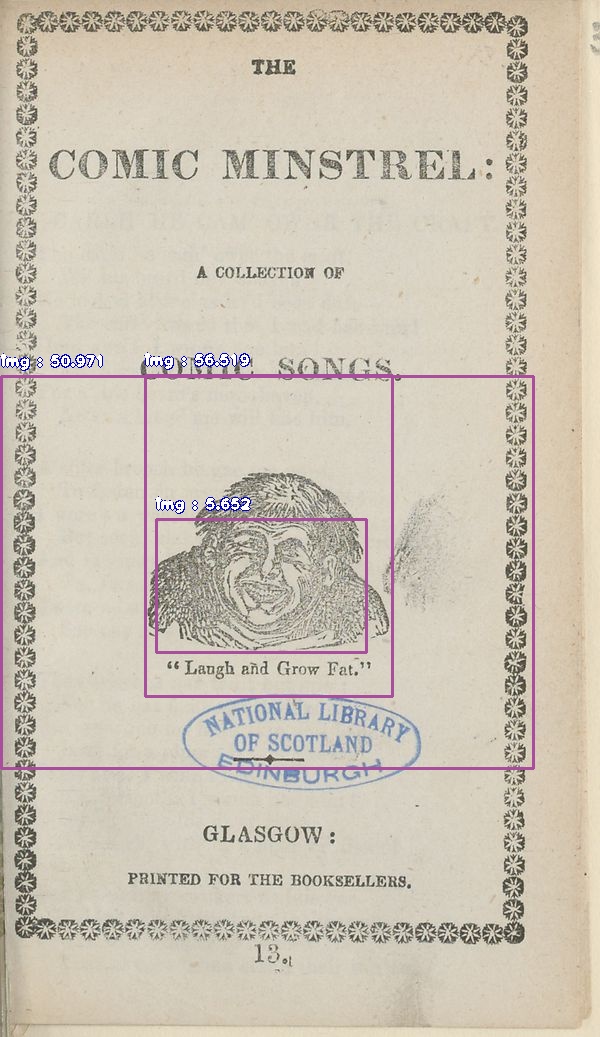 THE
COMIC MINSTREL:
A COLLECTION OF
COMIC SONGS.
img : 50.971
img : 56.519
img : 5.652
“Laugh and Grow Fat.”
NATIONAL LIBRARY
OF SCOTLAND
EDINBURGH
GLASGOW:
PRINTED FOR THE BOOKSELLERS.
13.